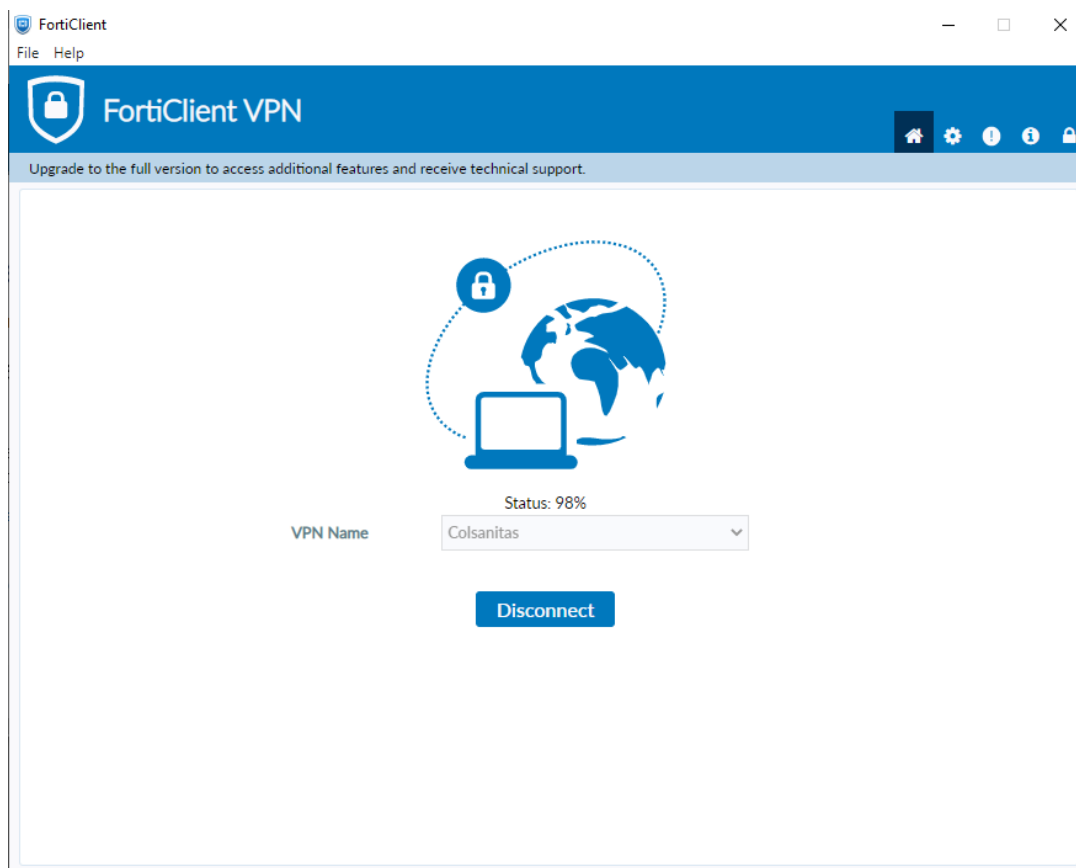 FortiClient
File Help
FortiClient VPN
Upgrade to the full version to access additional features and receive technical support.
Status: 98%
VPN Name Colsanitas
Disconnect